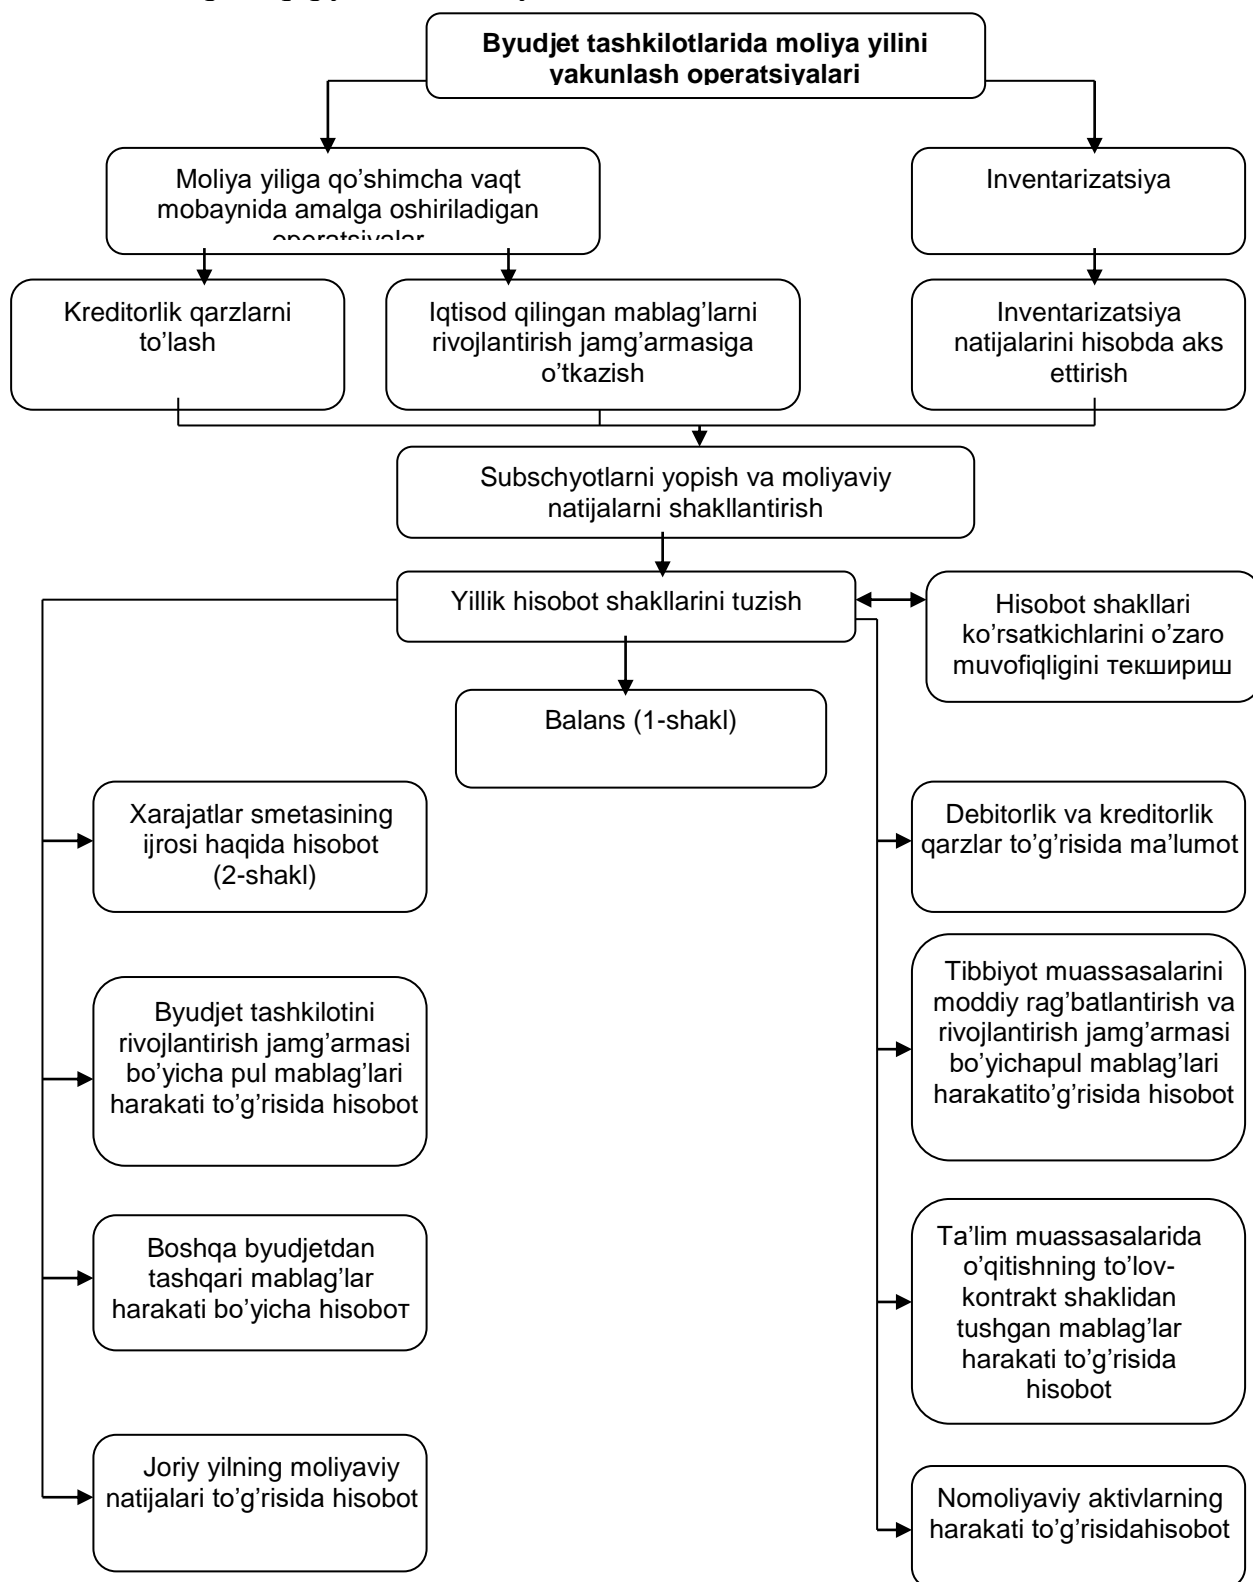 Byudjet tashkilotlarida moliya yilini
yakunlash operatsiyalari
Moliya yiliga qo’shimcha vaqt
mobaynida amalga oshiriladigan
operatsiyalar
Inventarizatsiya
Kreditorlik qarzlarni
to’lash
Iqtisod qilingan mablag’larni
rivojlantirish jamg’armasiga
o’tkazish
Inventarizatsiya
natijalarini hisobda aks
ettirish
Subschyotlarni yopish va moliyaviy
natijalarni shakllantirish
Yillik hisobot shakllarini tuzish
Hisobot shakllari
ko’rsatkichlarini o’zaro
muvofiqligini текшириш
Balans (1-shakl)
Xarajatlar smetasining
ijrosi haqida hisobot
(2-shakl)
Debitorlik va kreditorlik
qarzlar to’g’risida ma’lumot
Byudjet tashkilotini
rivojlantirish jamg’armasi
bo’yicha pul mablag’lari
harakati to’g’risida hisobot
Tibbiyot muassasalarini
moddiy rag’batlantirish va
rivojlantirish jamg’armasi
bo’yichapul mablag’lari
harakatito’g’risida hisobot
Boshqa byudjetdan
tashqari mablag’lar
harakati bo’yicha hisoboт
Ta’lim muassasalarida
o’qitishning to’lov-
kontrakt shaklidan
tushgan mablag’lar
harakati to’g’risida
hisobot
Joriy yilning moliyaviy
natijalari to’g’risida hisobot
Nomoliyaviy aktivlarning
harakati to’g’risidahisobot